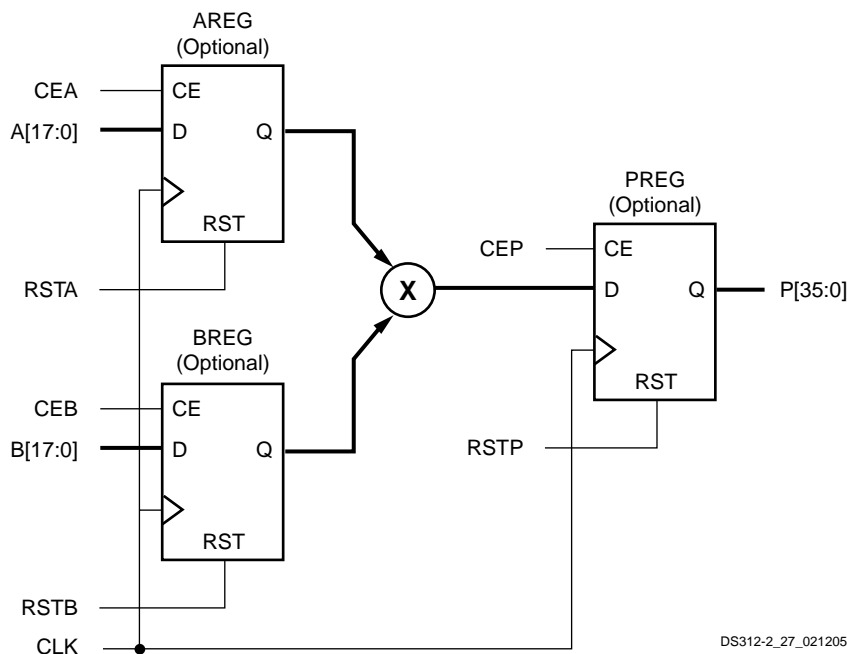 AREG
(Optional)
CEA
CE
A[17:0]
D
Q
RST
RSTA
BREG
(Optional)
CEB
CE
B[17:0]
D
Q
RST
RSTB
CLK
X
PREG
(Optional)
CEP
CE
D
Q
P[35:0]
RST
RSTP
DS312-2_27_021205